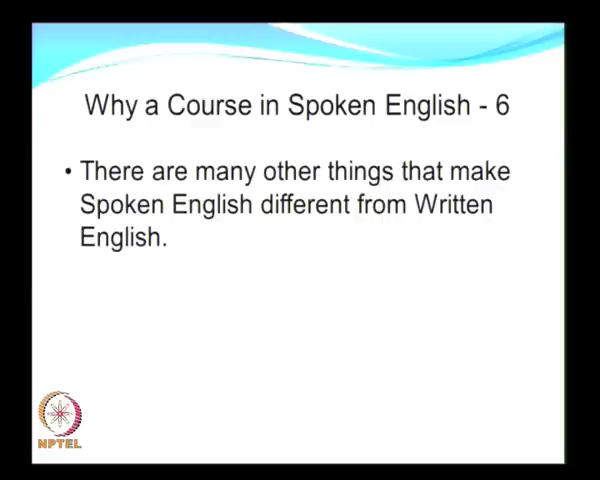 Why a Course in Spoken English - 6
• There are many other things that make
Spoken English different from Written
English.
NPTEL